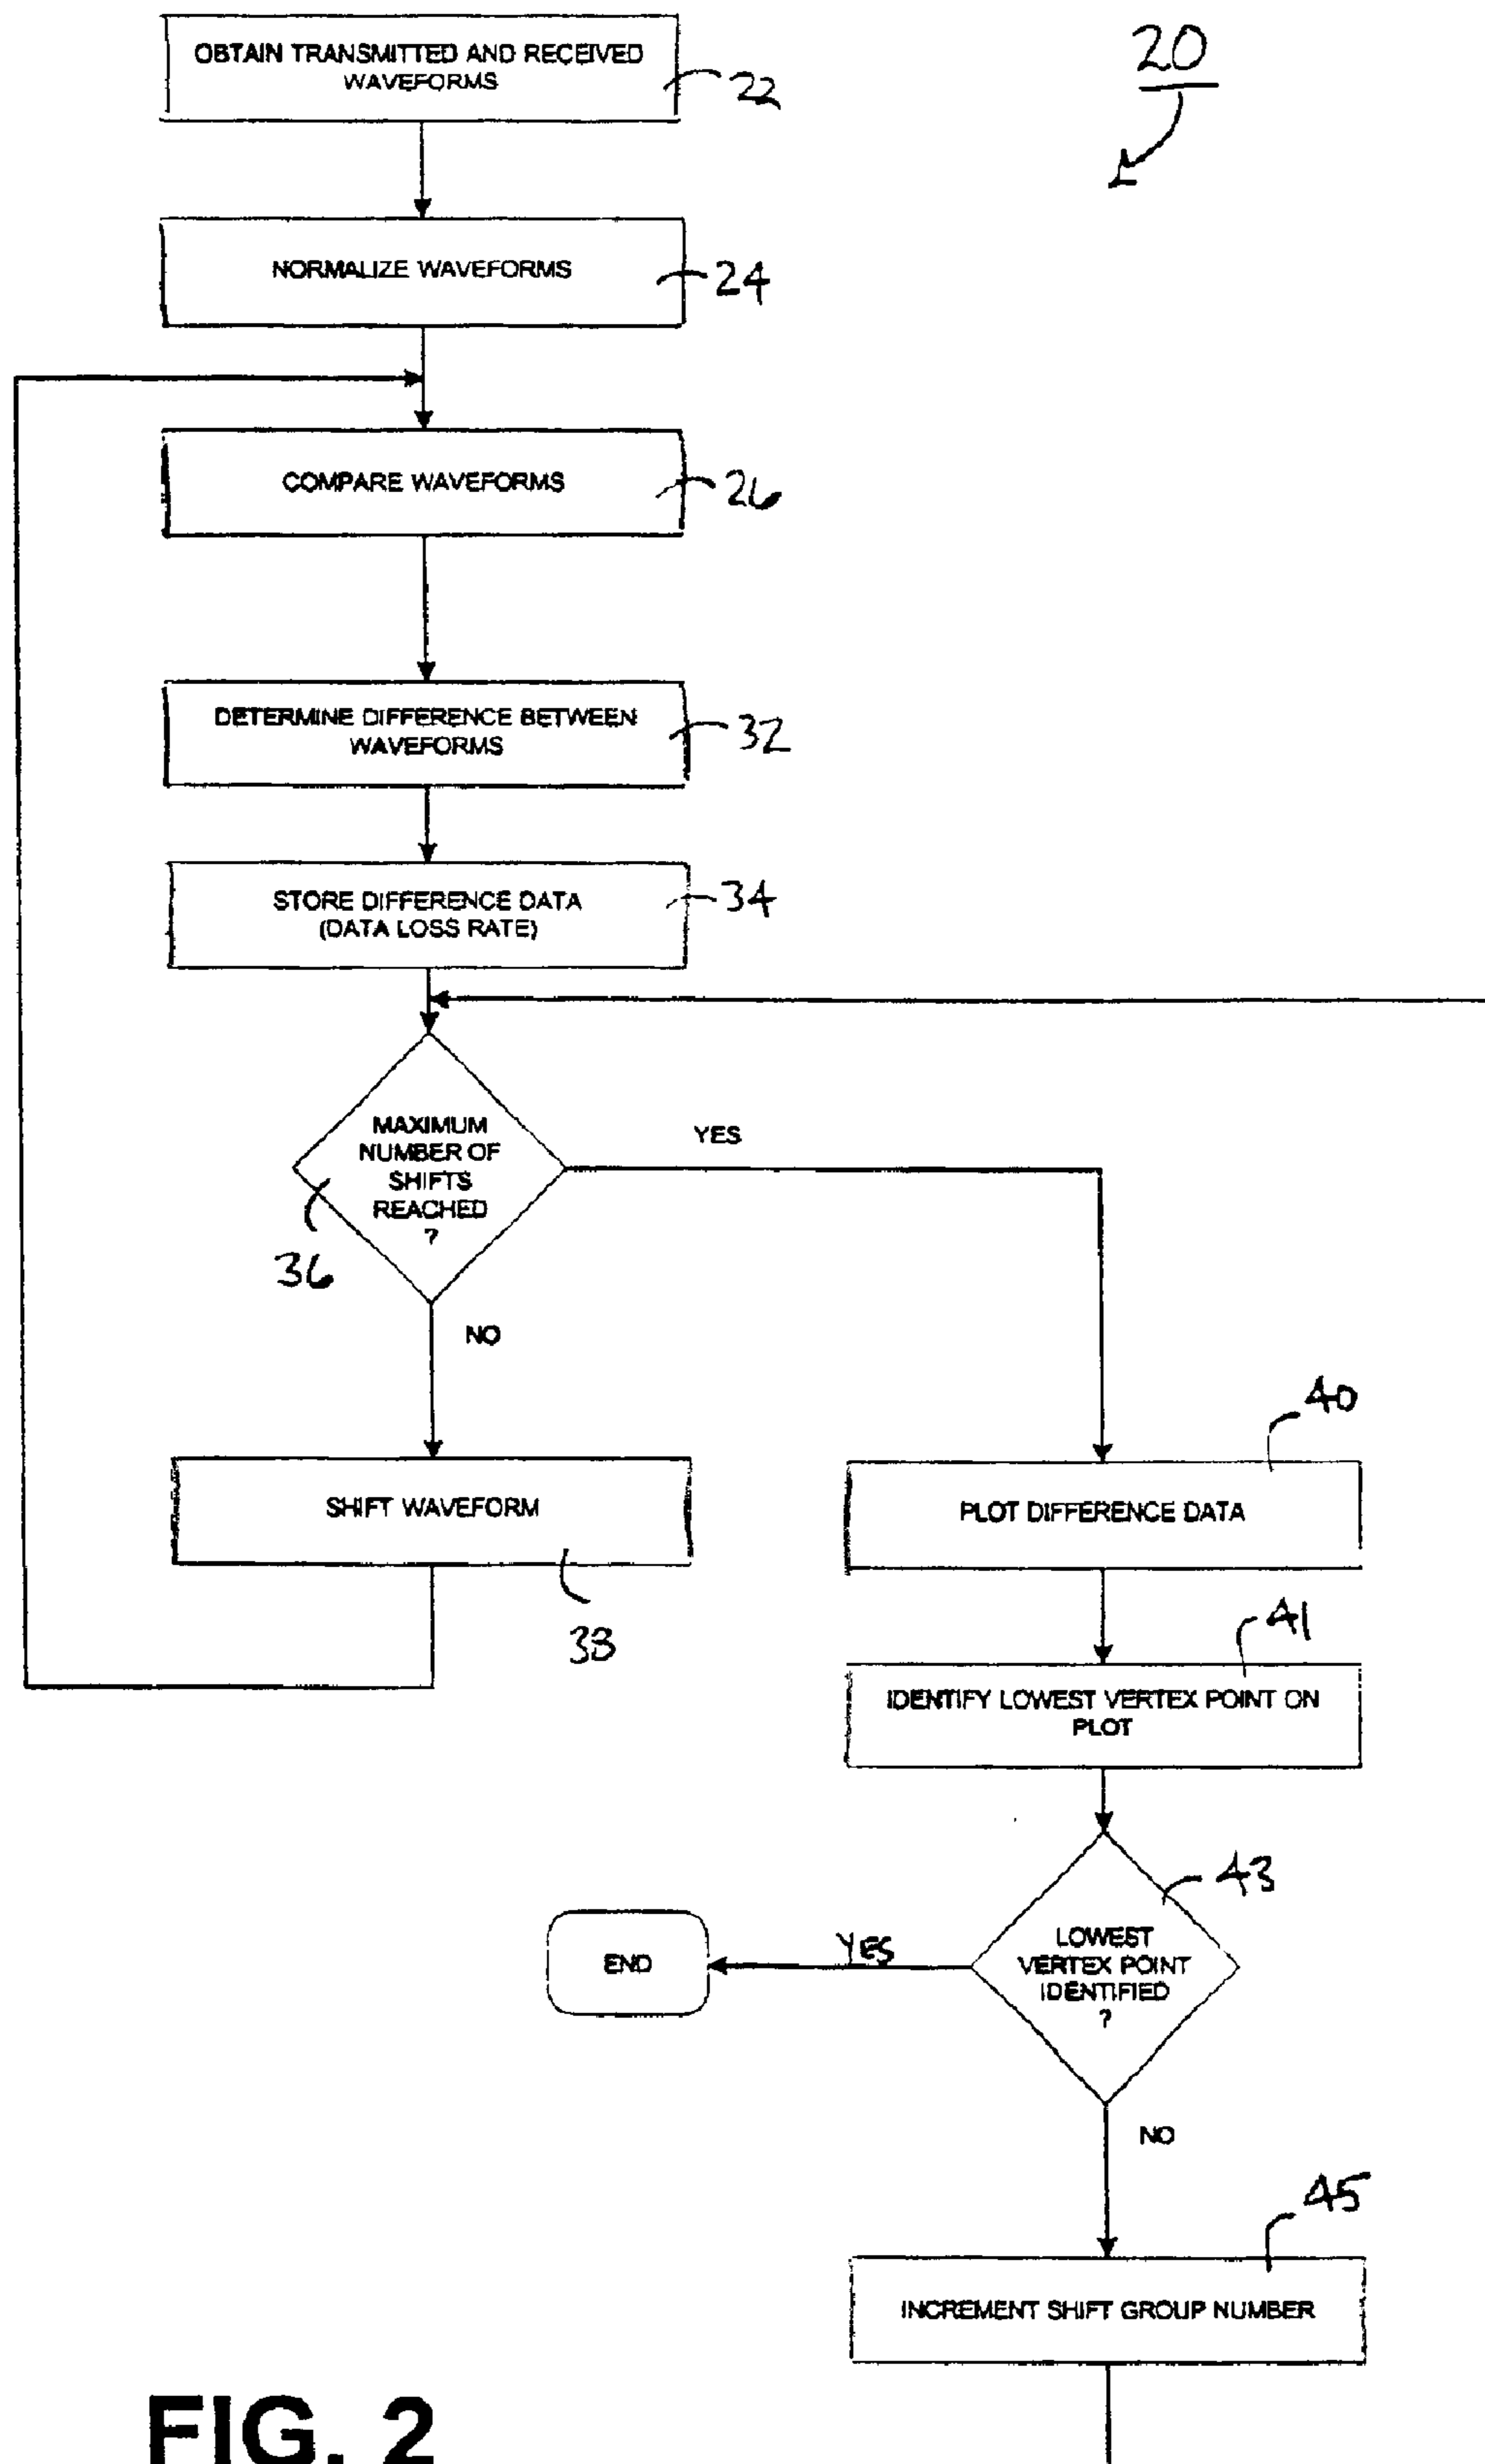 20
OBTAIN TRANSMITTED AND RECEIVED
WAVEFORMS
22
NORMALIZE WAVEFORMS
24
COMPARE WAVEFORMS
26
DETERMINE DIFFERENCE BETWEEN
WAVEFORMS
32
STORE DIFFERENCE DATA
(DATA LOSS RATE)
34
MAXIMUM
NUMBER OF
SHIFTS
REACHED
?
36
YES
NO
SHIFT WAVEFORM
38
40
PLOT DIFFERENCE DATA
41
IDENTIFY LOWEST VERTEX POINT ON
PLOT
43
LOWEST
VERTEX POINT
IDENTIFIED
?
YES
END
NO
45
INCREMENT SHIFT GROUP NUMBER
FIG. 2